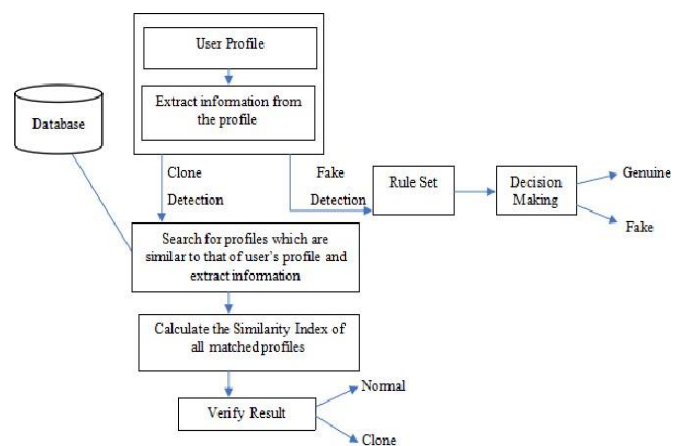 User Profile
Extract information from
the profile
Database
Clone
Detection
Fake
Detection
Rule Set
Decision
Making
Genuine
Fake
Search for profiles which are
similar to that of user's profile and
extract information
Calculate the Similarity Index of
all matched profiles
Verify Result
Normal
Clone